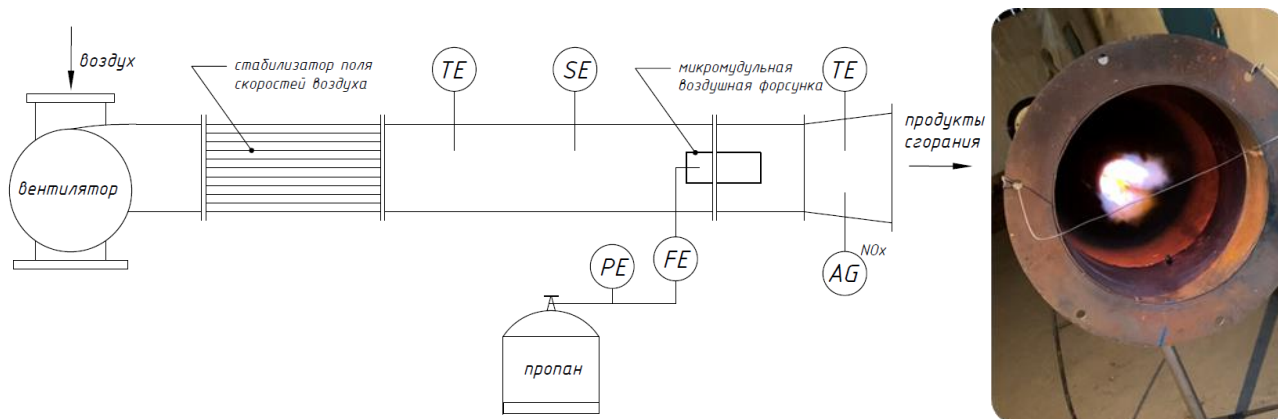 воздух
стабилизатор поля
скоростей воздуха
TE
SE
микромудульная
воздушная форсунка
TE
продукты
сгорания
вентилятор
PE
FE
AG
NOx
пропан